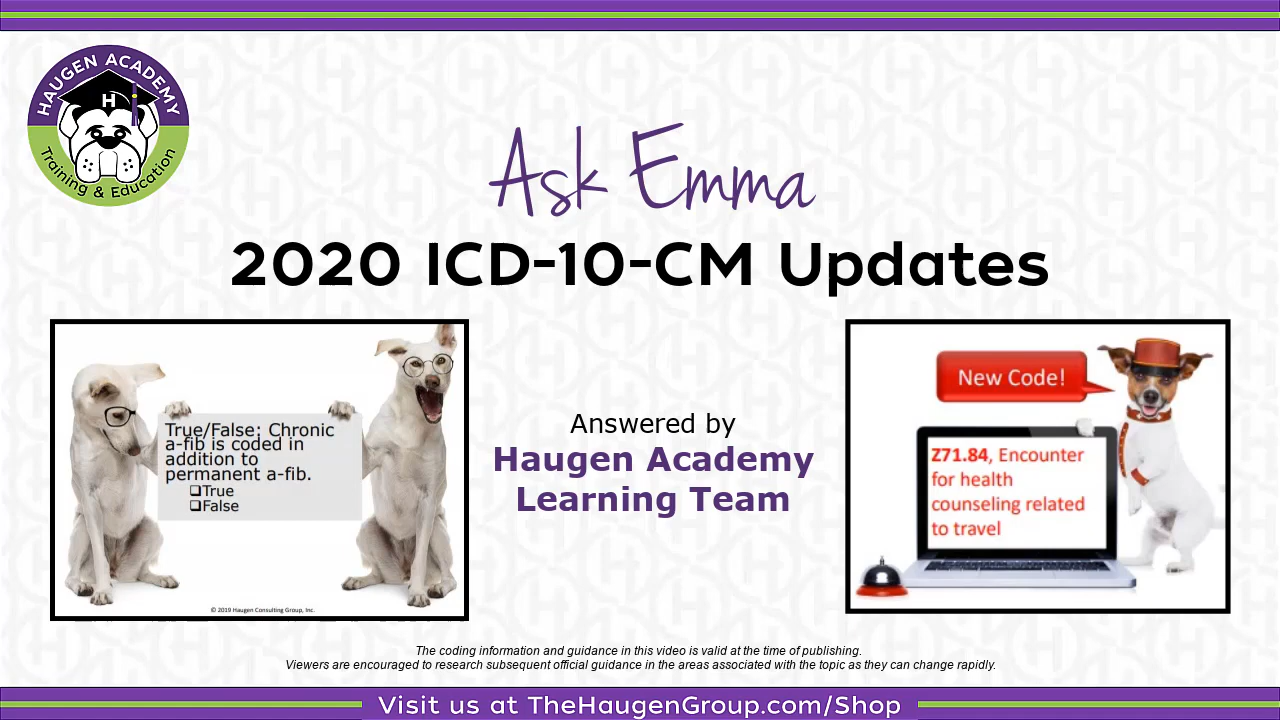 HAUGEN ACADEMY
H
Training & Education
Ask Emma
2020 ICD-10-CM Updates
True/False: Chronic
a-fib is coded in
addition to
permanent a-fib.
❑True
❑False
© 2019 Haugen Consulting Group, Inc.
Answered by
Haugen Academy
Learning Team
New Code!
Z71.84, Encounter
for health
counseling related
to travel
The coding information and guidance in this video is valid at the time of publishing.
Viewers are encouraged to research subsequent official guidance in the areas associated with the topic as they can change rapidly.
Visit us at TheHaugenGroup.com/Shop